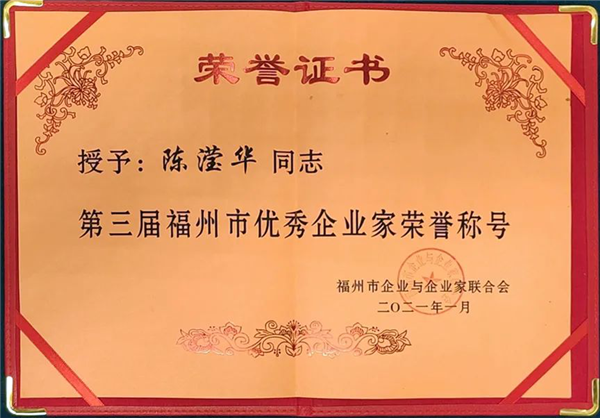 荣誉证书
授予：陈滢华 同志
第三届福州市优秀企业家荣誉称号
福州市企业与企业家联合会
二〇二一年一月